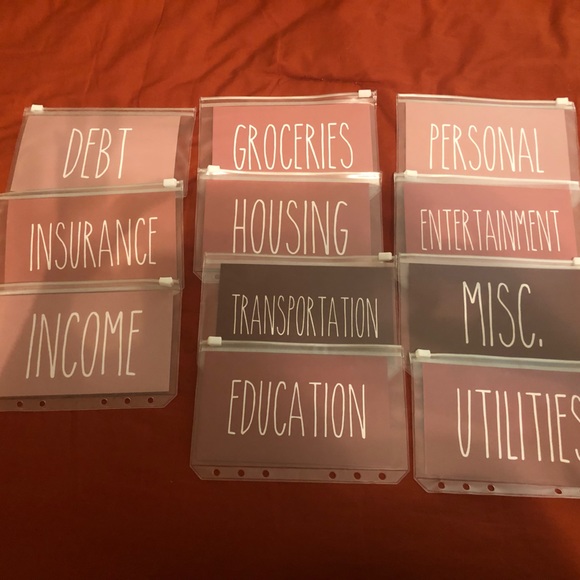 DEBT
INSURANCE
INCOME
GROCERIES
HOUSING
TRANSPORTATION
EDUCATION
PERSONAL
ENTERTAINMENT
MISC.
UTILITIES